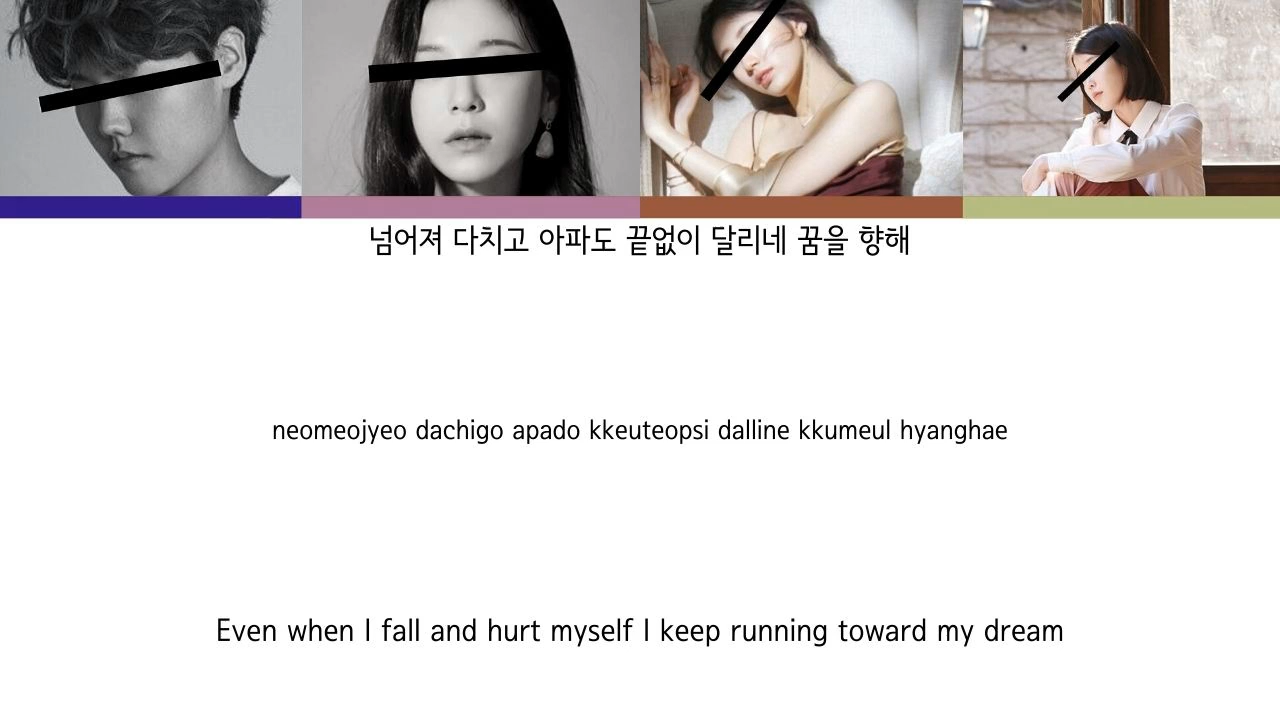 넘어져 다치고 아파도 끝없이 달리네 꿈을 향해
neomeojyeo dachigo apado kkeuteopsi dalline kkumeul hyanghae
Even when I fall and hurt myself I keep running toward my dream